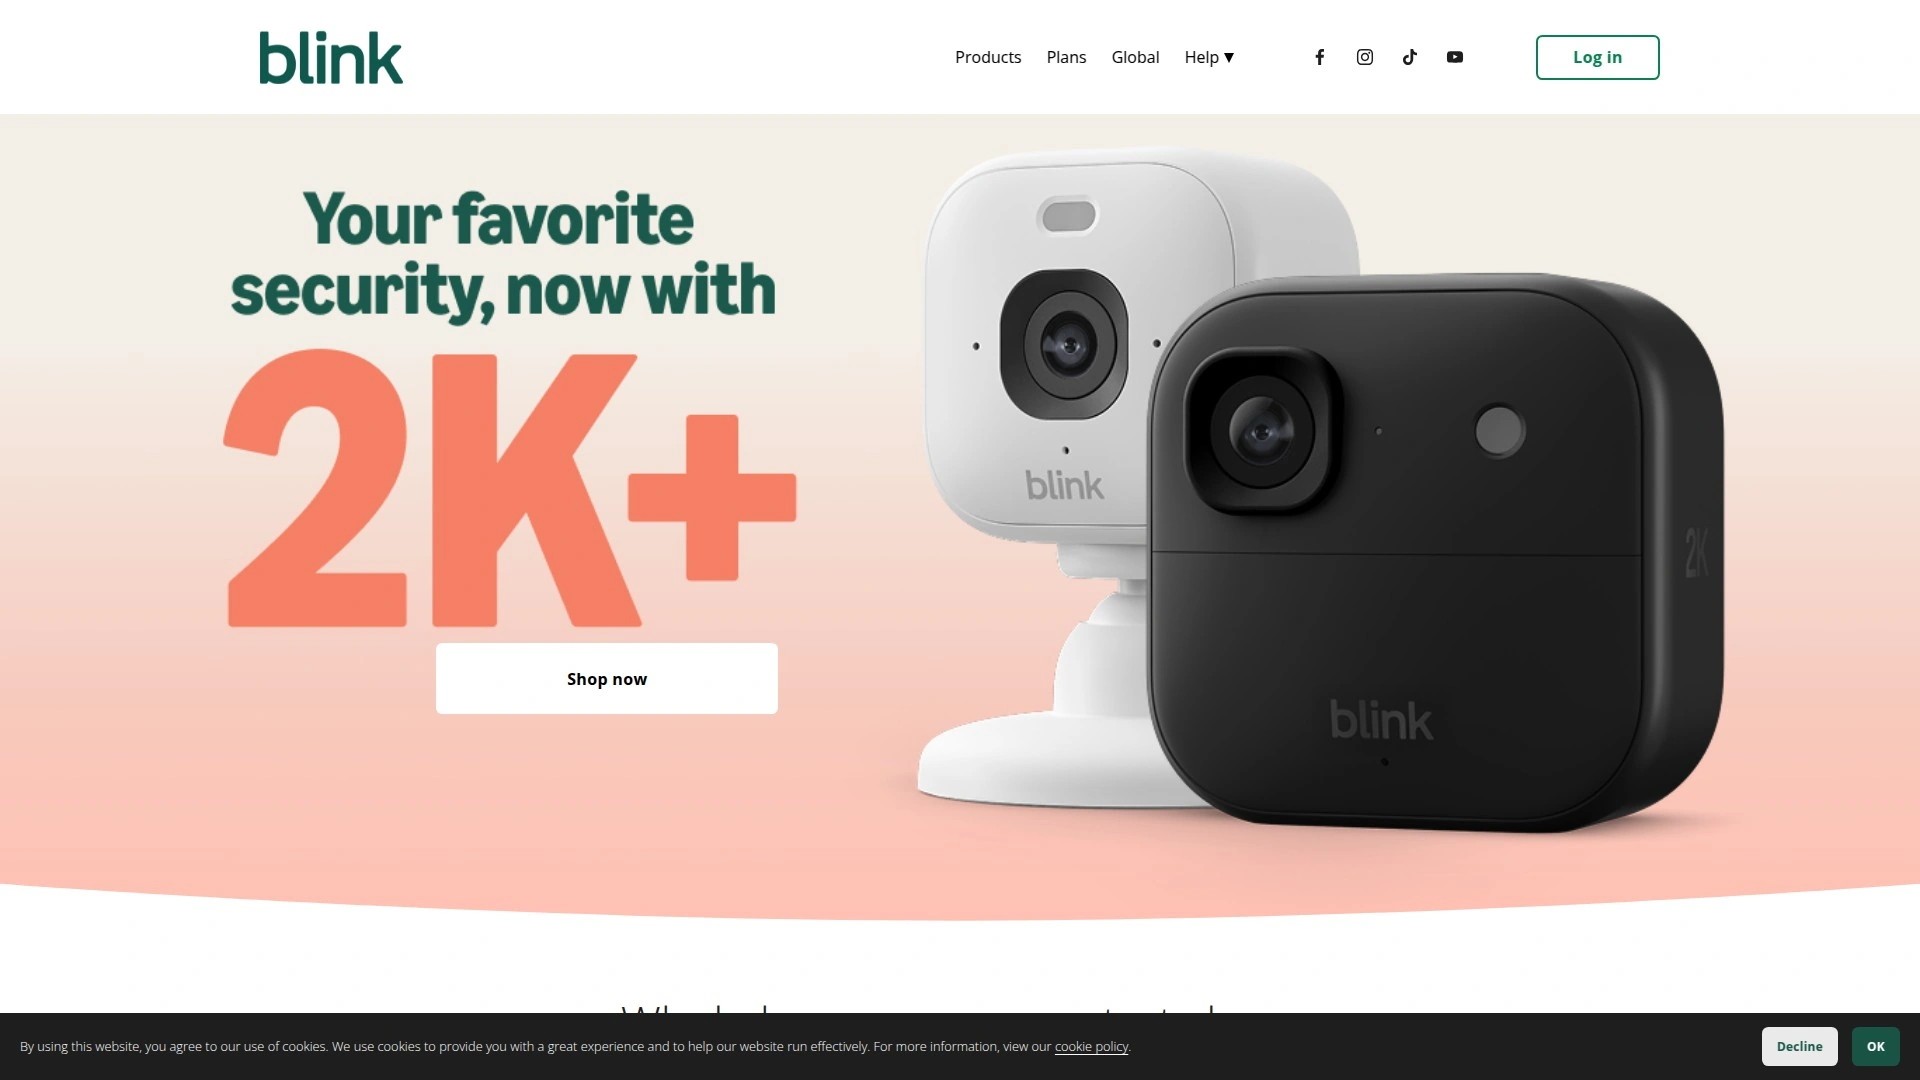 blink
Products Plans Global Help ▼ Log in
Your favorite
security, now with
2K+
Shop now
blink
2K
blink
By using this website, you agree to our use of cookies. We use cookies to provide you with a great experience and to help our website run effectively. For more information, view our cookie policy.
Decline OK